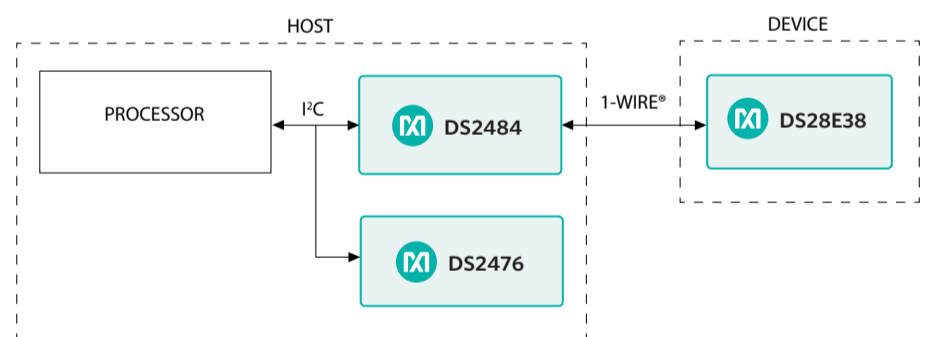 HOST
DEVICE
PROCESSOR
I²C
DS2484
1-WIRE®
DS28E38
DS2476